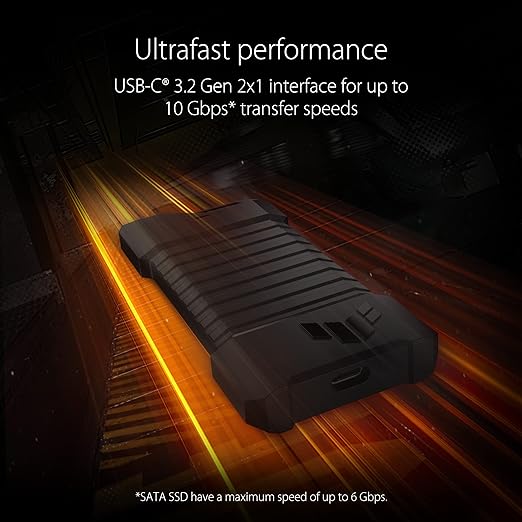 Ultrafast performance
USB-C® 3.2 Gen 2x1 interface for up to
10 Gbps* transfer speeds
*SATA SSD have a maximum speed of up to 6 Gbps.